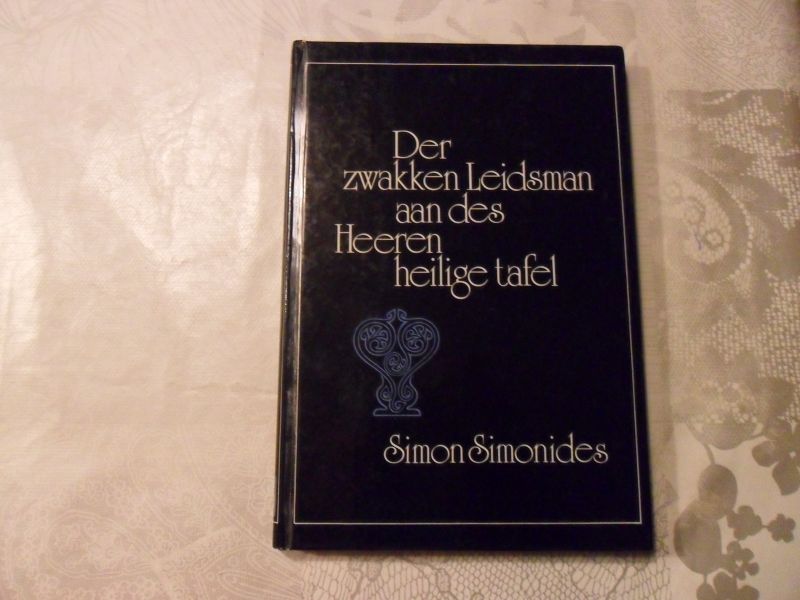 Der
zwakken Leidsman
aan des
Heeren
heilige tafel
Simon Simonides